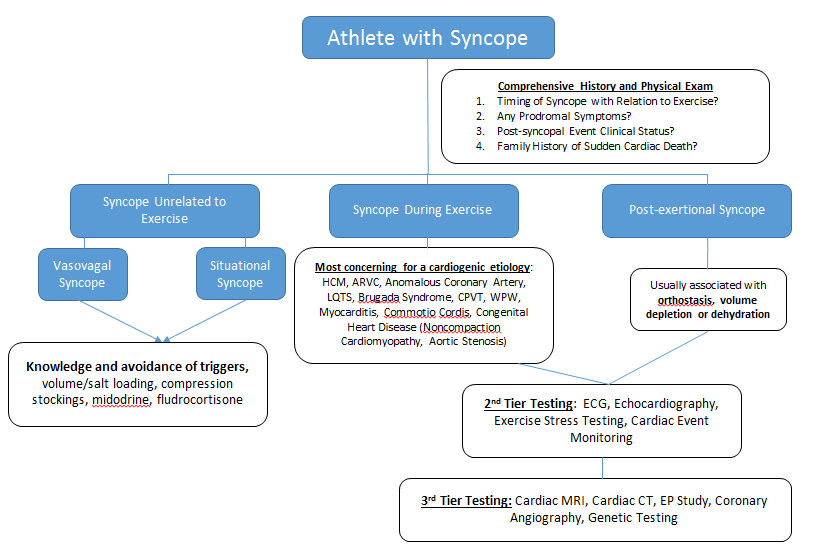 Athlete with Syncope
Comprehensive History and Physical Exam
1. Timing of Syncope with Relation to Exercise?
2. Any Prodromal Symptoms?
3. Post-syncopal Event Clinical Status?
4. Family History of Sudden Cardiac Death?
Syncope Unrelated to
Exercise
Syncope During Exercise
Post-exertional Syncope
Vasovagal
Syncope
Situational
Syncope
Most concerning for a cardiogenic etiology:
HCM, ARVC, Anomalous Coronary Artery,
LQTS, Brugada Syndrome, CPVT, WPW,
Myocarditis, Commotio Cordis, Congenital
Heart Disease (Noncompaction
Cardiomyopathy, Aortic Stenosis)
Usually associated with
orthostasis, volume
depletion or dehydration
Knowledge and avoidance of triggers,
volume/salt loading, compression
stockings, midodrine, fludrocortisone
2nd Tier Testing: ECG, Echocardiography,
Exercise Stress Testing, Cardiac Event
Monitoring
3rd Tier Testing: Cardiac MRI, Cardiac CT, EP Study, Coronary
Angiography, Genetic Testing